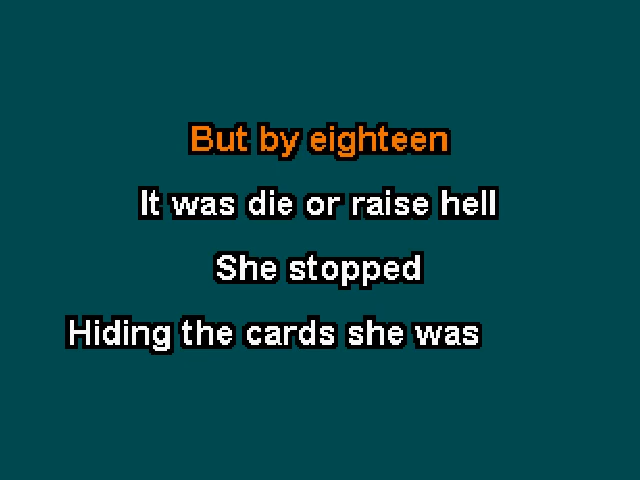 But by eighteen
It was die or raise hell
She stopped
Hiding the cards she was